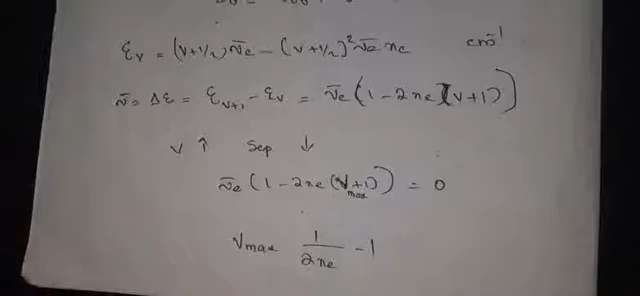 εᵥ = (v+1/2) ν̄e − (v+1/2)² ν̄e xe cm⁻¹
ν̄ = Δε = εᵥ₊₁ − εᵥ = ν̄e (1 − 2xe (v+1))
v ↑ Sep ↓
ν̄e (1 − 2xe (vmax+1)) = 0
Vmax 1/2xe − 1